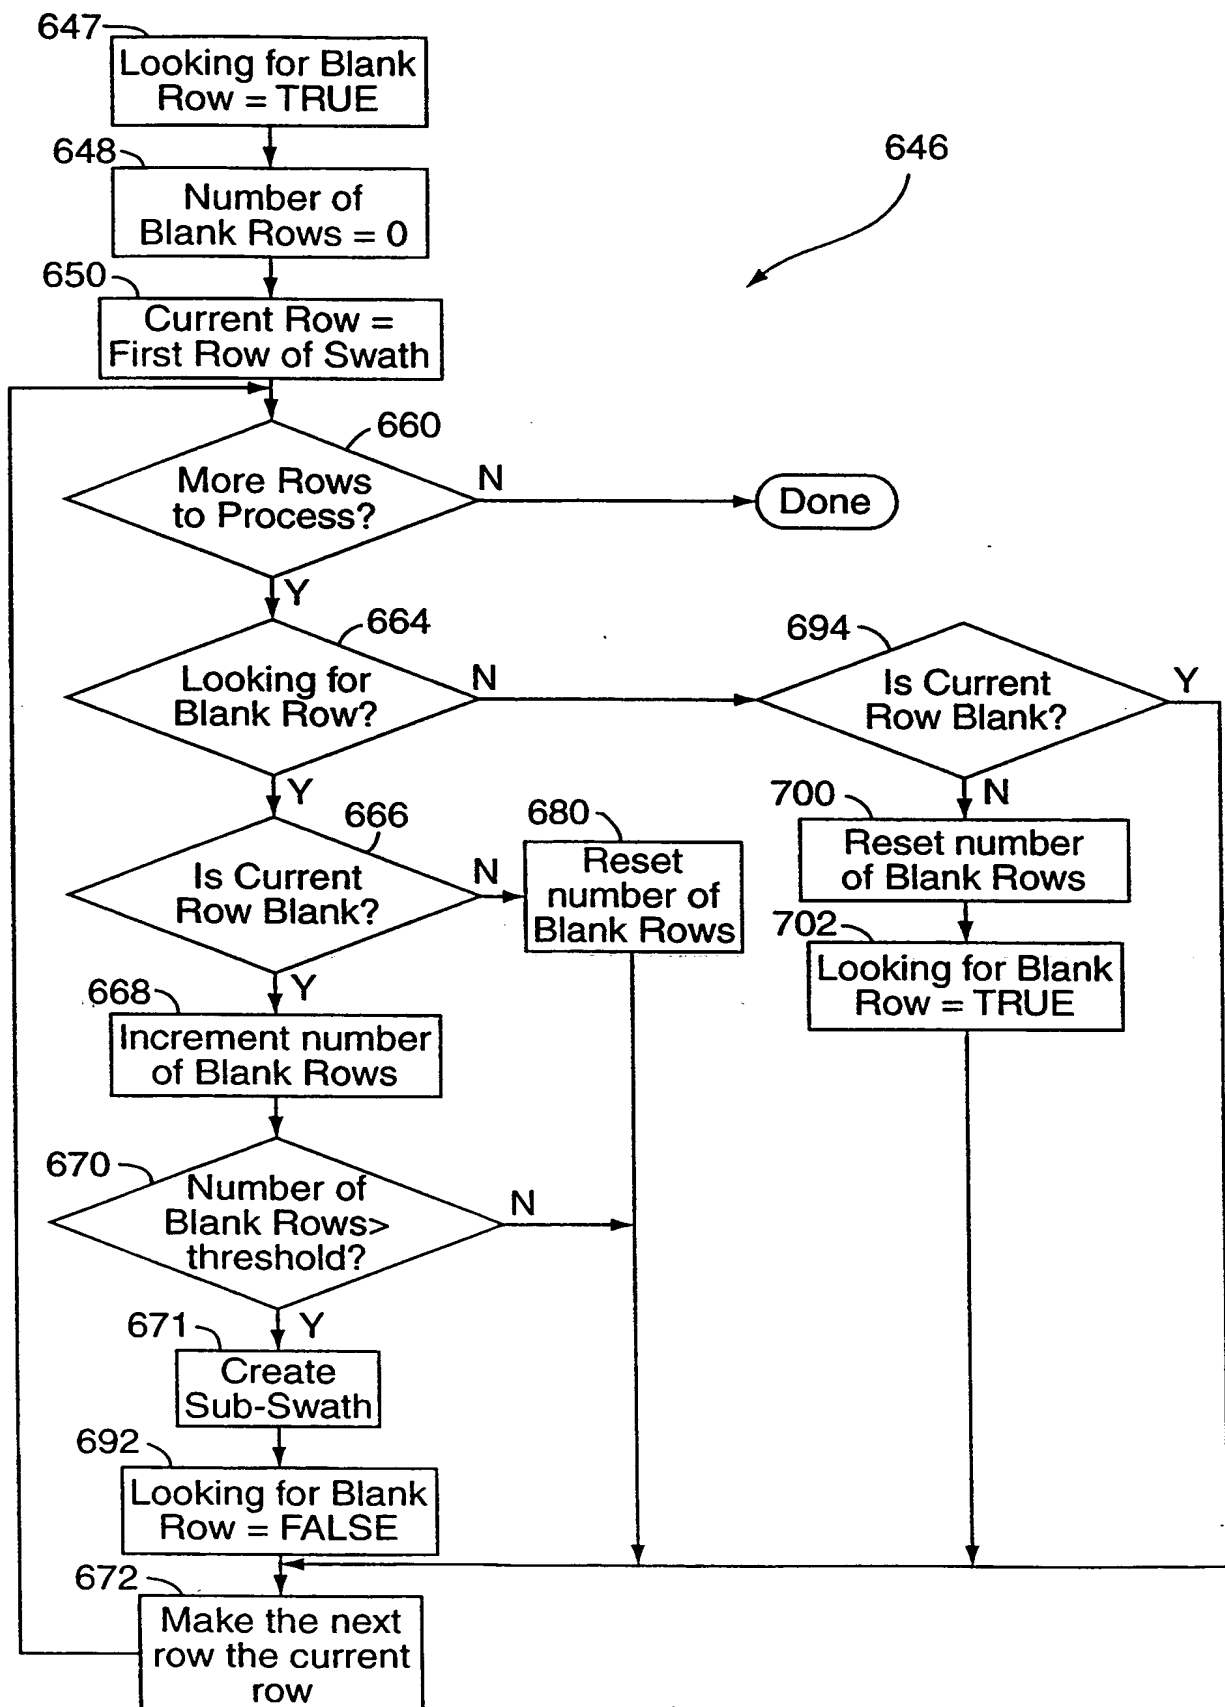 647
Looking for Blank
Row = TRUE
648
646
Number of
Blank Rows = 0
650
Current Row =
First Row of Swath
660
More Rows
to Process?
N
Done
Y
664
Looking for
Blank Row?
N
694
Is Current
Row Blank?
Y
Y
N
666
Is Current
Row Blank?
N
680
Reset
number of
Blank Rows
700
Reset number
of Blank Rows
702
Looking for Blank
Row = TRUE
Y
668
Increment number
of Blank Rows
670
Number of
Blank Rows>
threshold?
N
Y
671
Create
Sub-Swath
692
Looking for Blank
Row = FALSE
672
Make the next
row the current
row